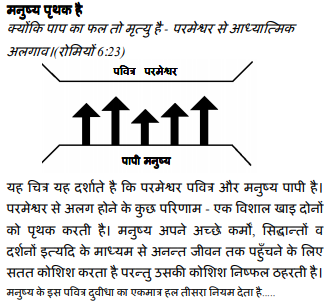 मनुष्य पृथक है
क्योंकि पाप का फल तो मृत्यु है - परमेश्वर से आध्यात्मिक
अलगाव।(रोमियों 6:23)
पवित्र परमेश्वर
पापी मनुष्य
यह चित्र यह दर्शाते है कि परमेश्वर पवित्र और मनुष्य पापी है।
परमेश्वर से अलग होने के कुछ परिणाम - एक विशाल खाइ दोनों
को पृथक करती है। मनुष्य अपने अच्छे कर्मो, सिद्धान्तों व
दर्शनों इत्यदि के माध्यम से अनन्त जीवन तक पहुँचने के लिए
सतत कोशिश करता है परन्तु उसकी कोशिश निष्फल ठहरती है।
मनुष्य के इस पवित्र दुवीधा का एकमात्र हल तीसरा नियम देता है.....